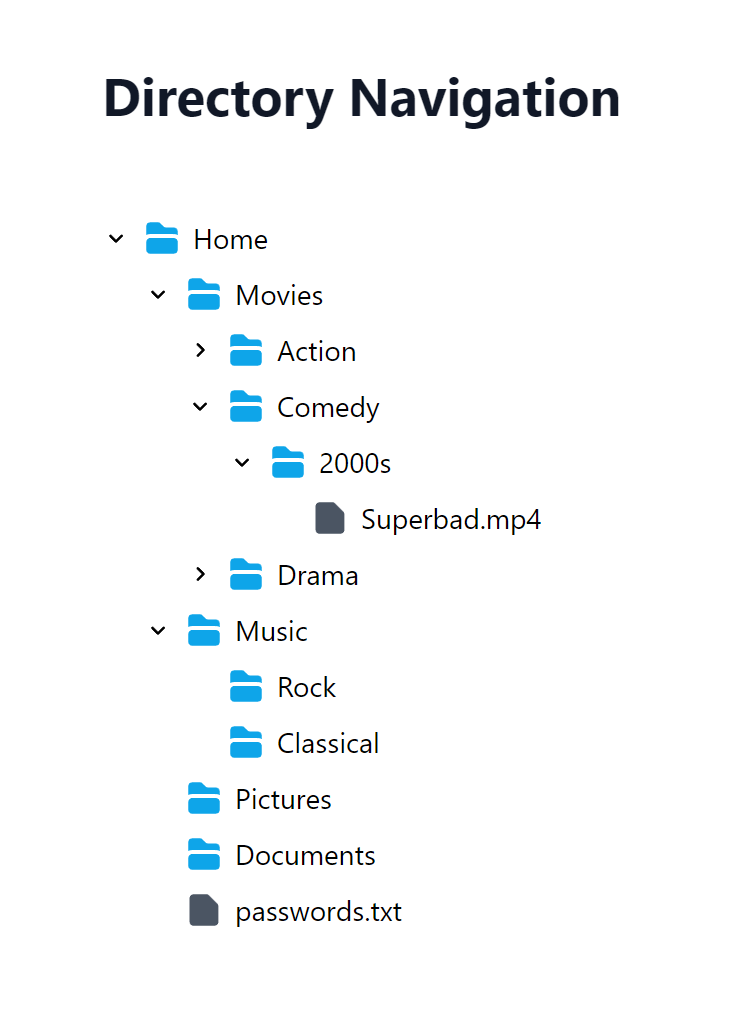 Directory Navigation
Home
Movies
Action
Comedy
2000s
Superbad.mp4
Drama
Music
Rock
Classical
Pictures
Documents
passwords.txt